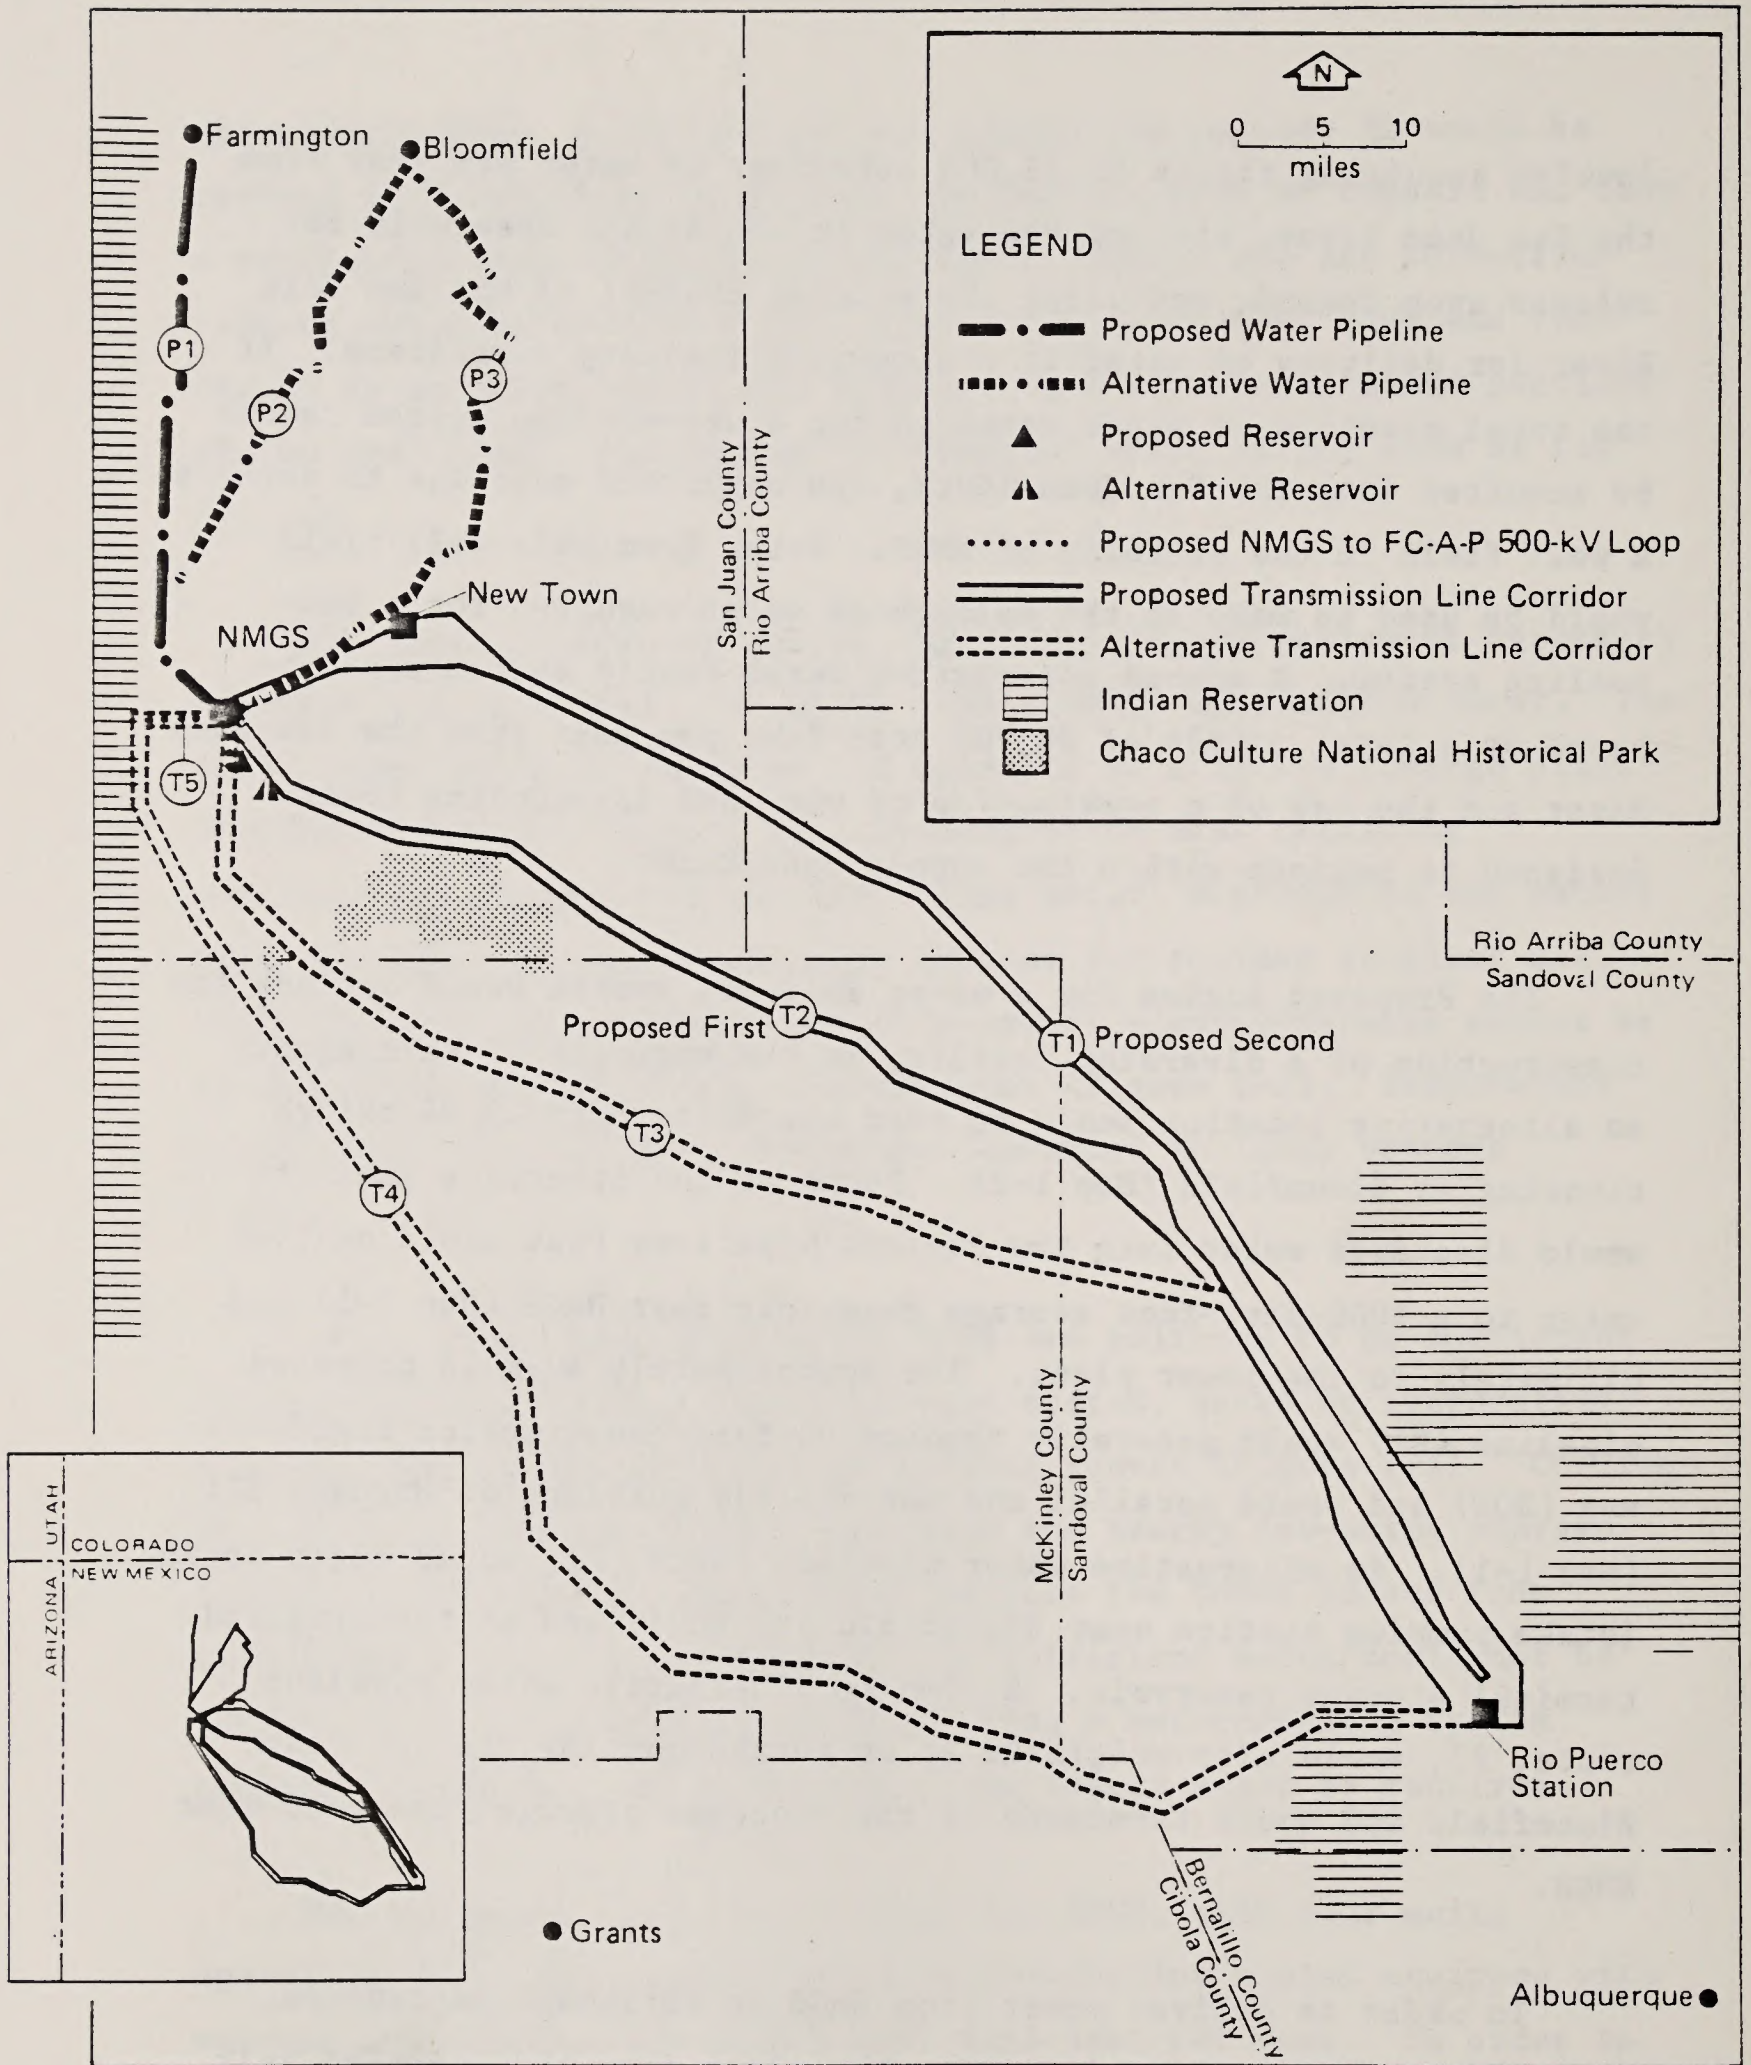 Farmington
Bloomfield
P1
P2
P3
New Town
NMGS
T5
San Juan County
Rio Arriba County
N
0 5 10
miles
LEGEND
Proposed Water Pipeline
Alternative Water Pipeline
Proposed Reservoir
Alternative Reservoir
Proposed NMGS to FC-A-P 500-kV Loop
Proposed Transmission Line Corridor
Alternative Transmission Line Corridor
Indian Reservation
Chaco Culture National Historical Park
Rio Arriba County
Sandoval County
Proposed First
T2
T1
Proposed Second
T3
T4
McKinley County
Sandoval County
UTAH
COLORADO
ARIZONA
NEW MEXICO
Rio Puerco
Station
Bernalillo County
Cibola County
Grants
Albuquerque